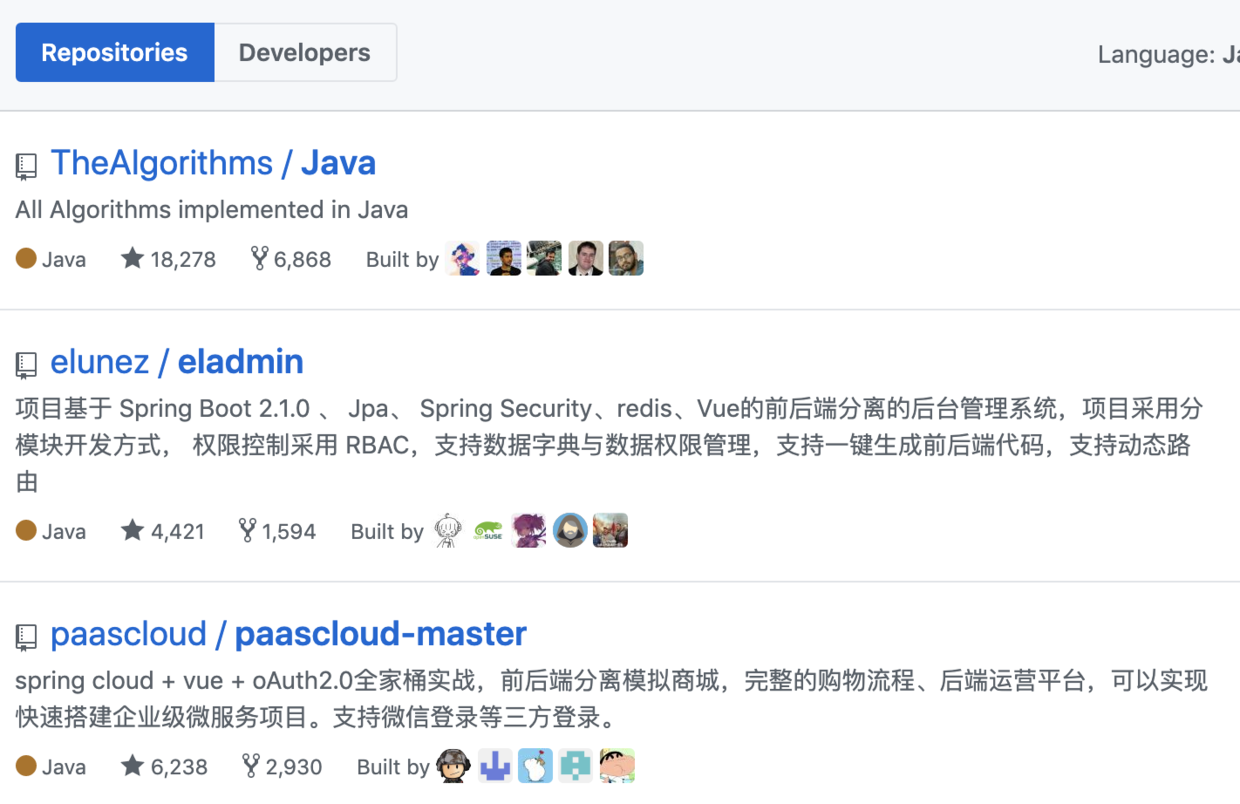 Repositories Developers Language: Ja
TheAlgorithms / Java
All Algorithms implemented in Java
Java 18,278 6,868 Built by
elunez / eladmin
项目基于 Spring Boot 2.1.0 、 Jpa、 Spring Security、redis、Vue的前后端分离的后台管理系统，项目采用分
模块开发方式， 权限控制采用 RBAC，支持数据字典与数据权限管理，支持一键生成前后端代码，支持动态路
由
Java 4,421 1,594 Built by
paascloud / paascloud-master
spring cloud + vue + oAuth2.0全家桶实战，前后端分离模拟商城，完整的购物流程、后端运营平台，可以实现
快速搭建企业级微服务项目。支持微信登录等三方登录。
Java 6,238 2,930 Built by